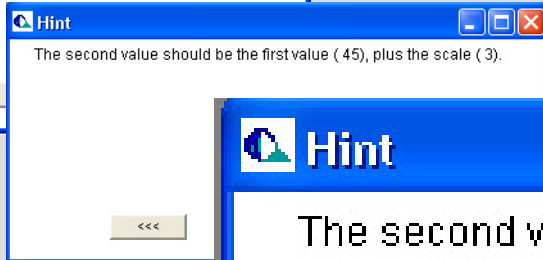 Hint
The second value should be the first value ( 45), plus the scale ( 3).
Hint
The second v
<<<